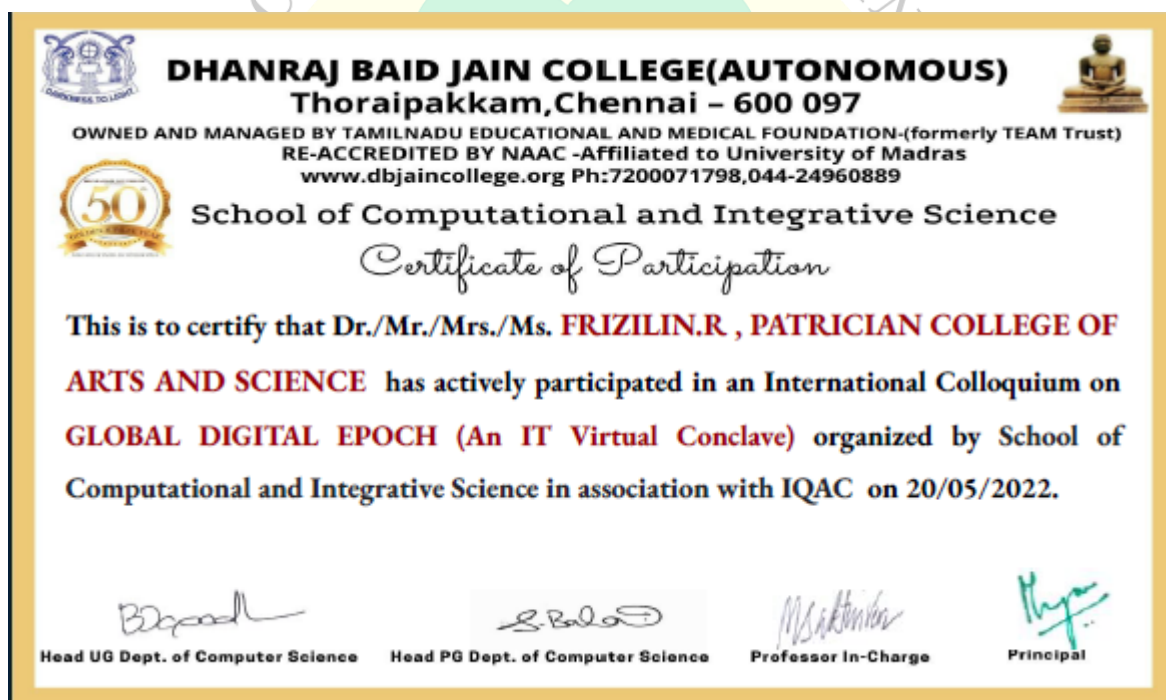 DHANRAJ BAID JAIN COLLEGE(AUTONOMOUS)
Thoraipakkam,Chennai – 600 097
OWNED AND MANAGED BY TAMILNADU EDUCATIONAL AND MEDICAL FOUNDATION-(formerly TEAM Trust)
RE-ACCREDITED BY NAAC -Affiliated to University of Madras
www.dbjaincollege.org Ph:7200071798,044-24960889
50
School of Computational and Integrative Science
Certificate of Participation
This is to certify that Dr./Mr./Mrs./Ms. FRIZILIN.R , PATRICIAN COLLEGE OF
ARTS AND SCIENCE has actively participated in an International Colloquium on
GLOBAL DIGITAL EPOCH (An IT Virtual Conclave) organized by School of
Computational and Integrative Science in association with IQAC on 20/05/2022.
Head UG Dept. of Computer Science Head PG Dept. of Computer Science Professor In-Charge Principal